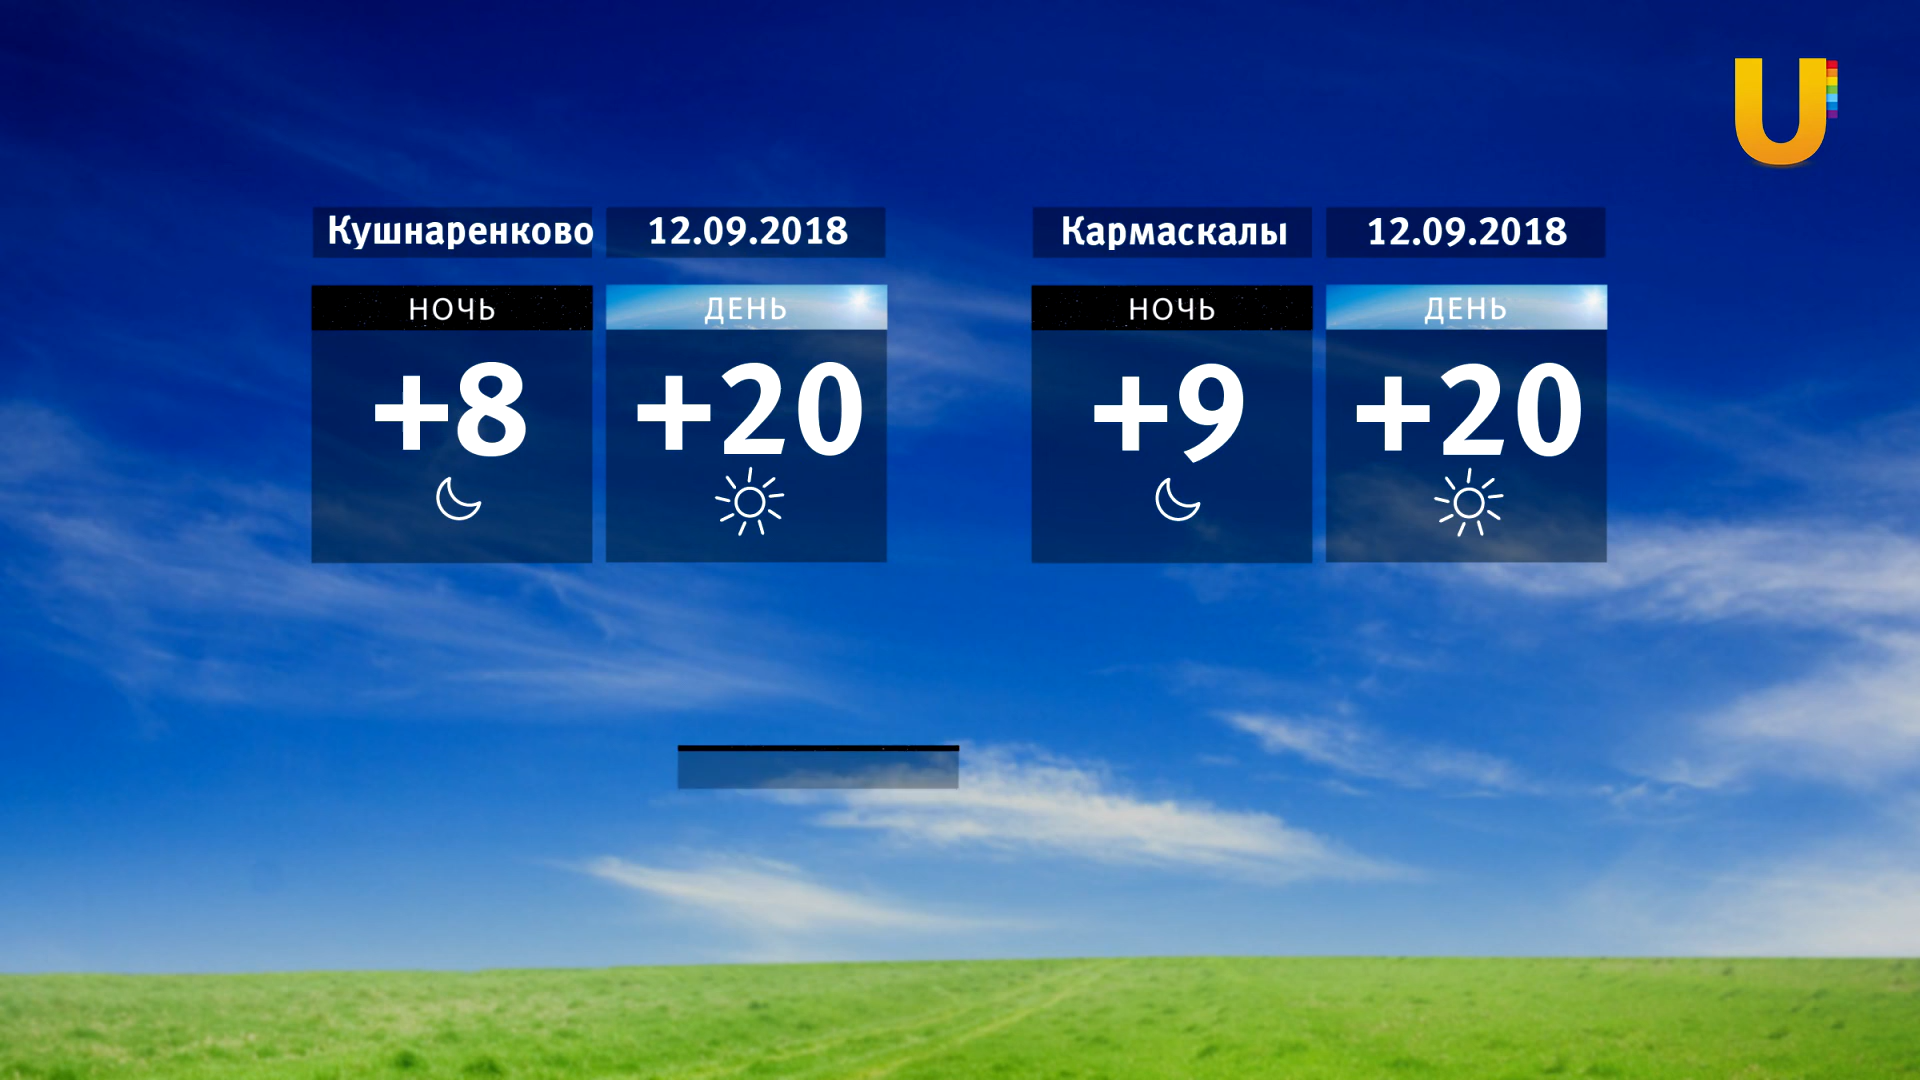 U
Кушнаренково 12.09.2018
НОЧЬ ДЕНЬ
+8 +20
Кармаскалы 12.09.2018
НОЧЬ ДЕНЬ
+9 +20